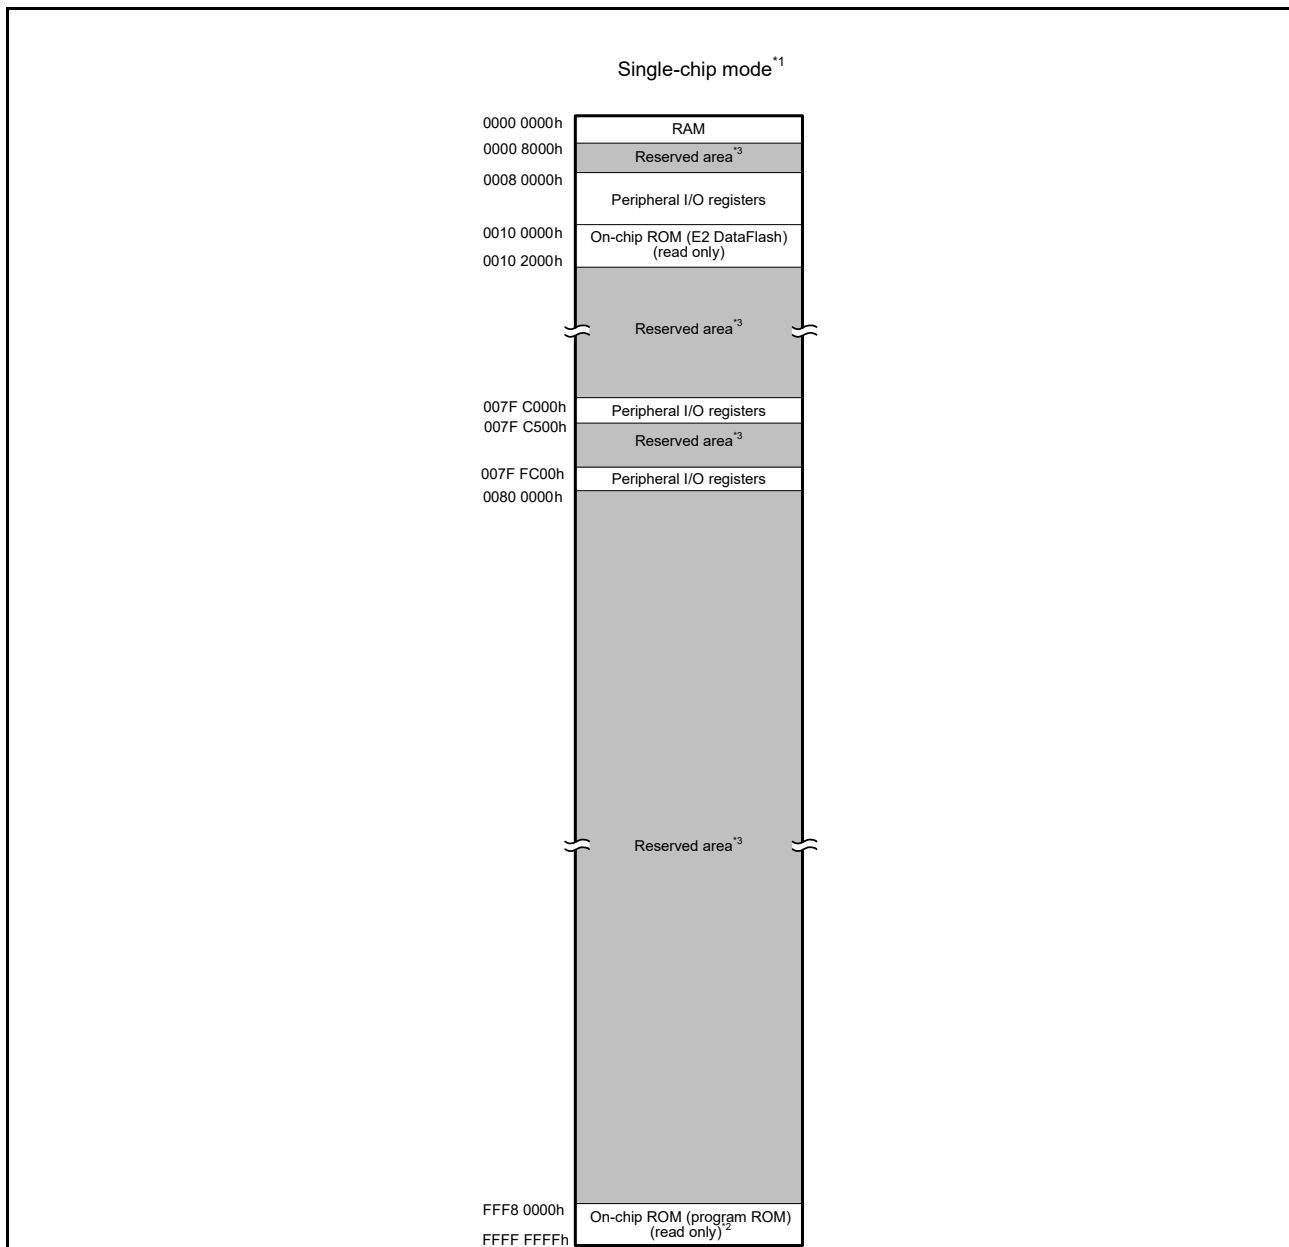 Single-chip mode*1
0000 0000h
RAM
0000 8000h
Reserved area*3
0008 0000h
Peripheral I/O registers
0010 0000h
On-chip ROM (E2 DataFlash)
(read only)
0010 2000h
Reserved area*3
007F C000h
Peripheral I/O registers
007F C500h
Reserved area*3
007F FC00h
Peripheral I/O registers
0080 0000h
Reserved area*3
FFF8 0000h
On-chip ROM (program ROM)
(read only)*2
FFFF FFFFh